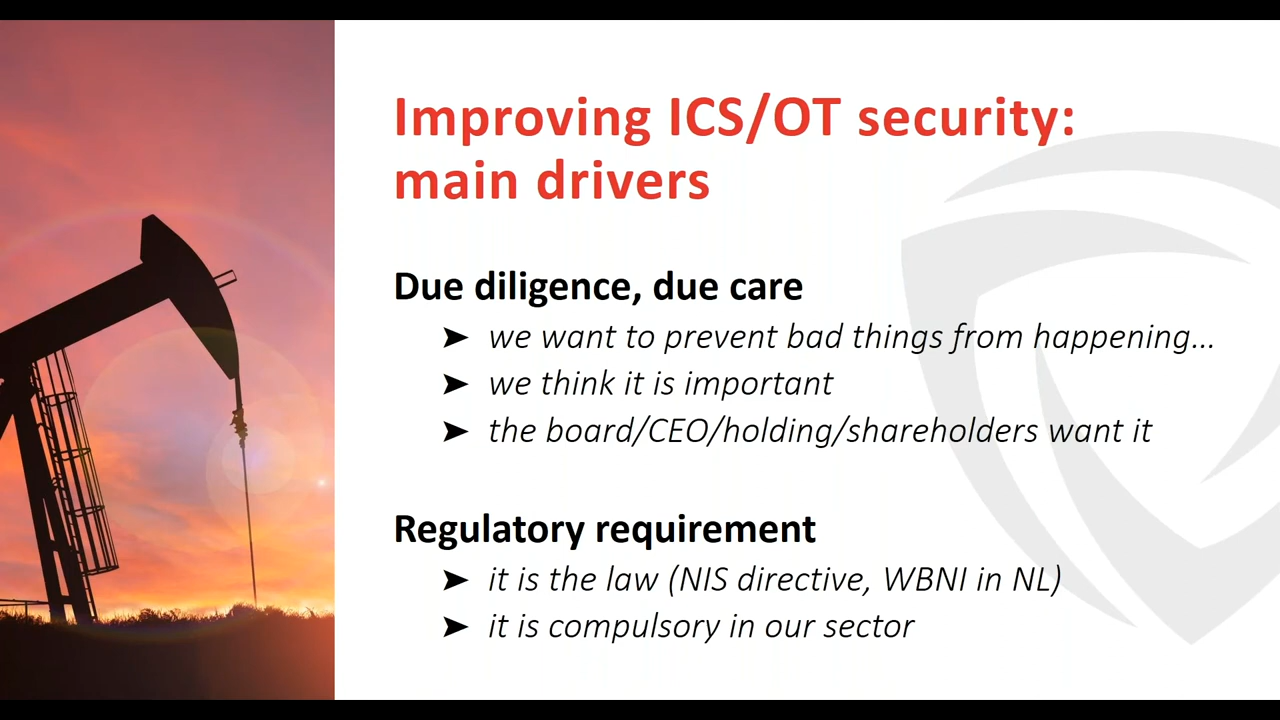 Improving ICS/OT security:
main drivers
Due diligence, due care
➤ we want to prevent bad things from happening...
➤ we think it is important
➤ the board/CEO/holding/shareholders want it
Regulatory requirement
➤ it is the law (NIS directive, WBNI in NL)
➤ it is compulsory in our sector